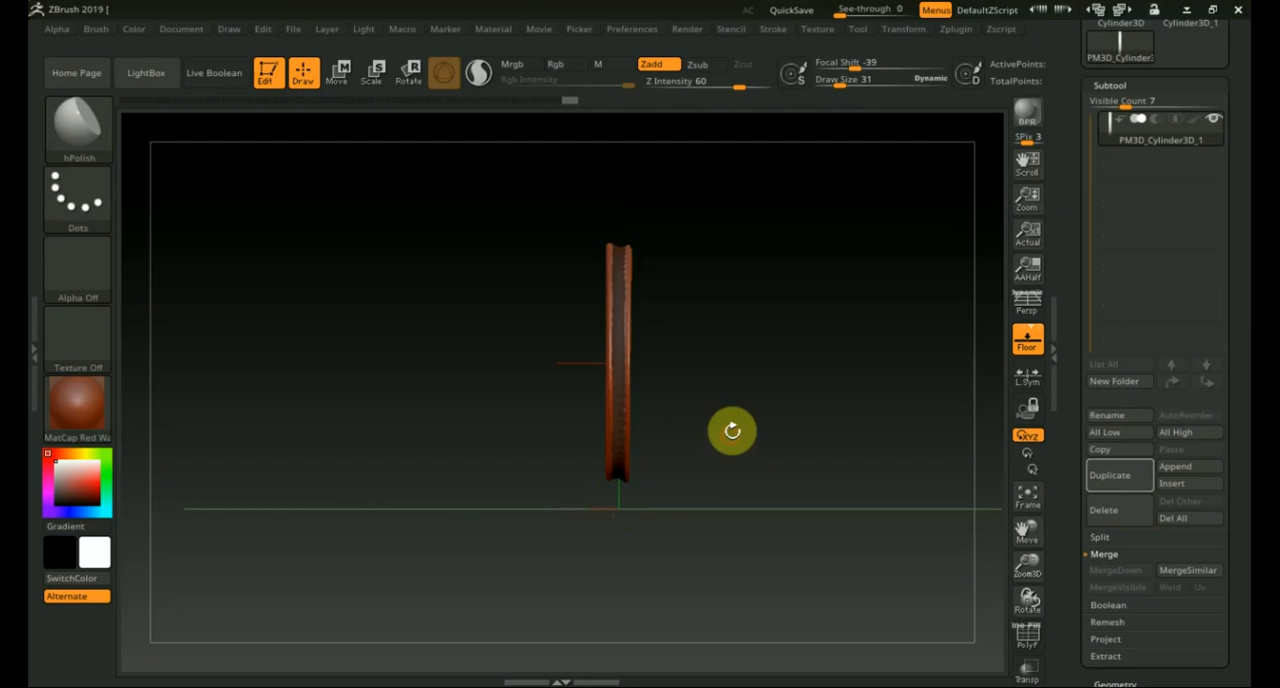 ZBrush 2019 [
AC QuickSave See-through 0 Menus DefaultZScript
Alpha Brush Color Document Draw Edit File Layer Light Macro Marker Material Movie Picker Preferences Render Stencil Stroke Texture Tool Transform Zplugin Zscript
Home Page LightBox Live Boolean Edit Draw Move Scale Rotate
Mrgb Rgb M Zadd Zsub Zcut
Rgb Intensity Z Intensity 60
Focal Shift -39
Draw Size 31 Dynamic
ActivePoints:
TotalPoints:
hPolish
Dots
Alpha Off
Texture Off
MatCap Red Wa
Gradient
SwitchColor
Alternate
BPR
SPix 3
Scroll
Zoom
Actual
AAHalf
Dynamic
Persp
Floor
L.Sym
XYZ
Frame
Move
Zoom3D
Rotate
PolyF
Transp
Cylinder3D Cylinder3D_1
PM3D_Cylinder3
Subtool
Visible Count 7
PM3D_Cylinder3D_1
List All
New Folder
Rename AutoReorder
All Low All High
Copy Paste
Duplicate Append
Insert
Delete Del Other
Del All
Split
Merge
MergeDown MergeSimilar
MergeVisible Weld Uv
Boolean
Remesh
Project
Extract
Geometry